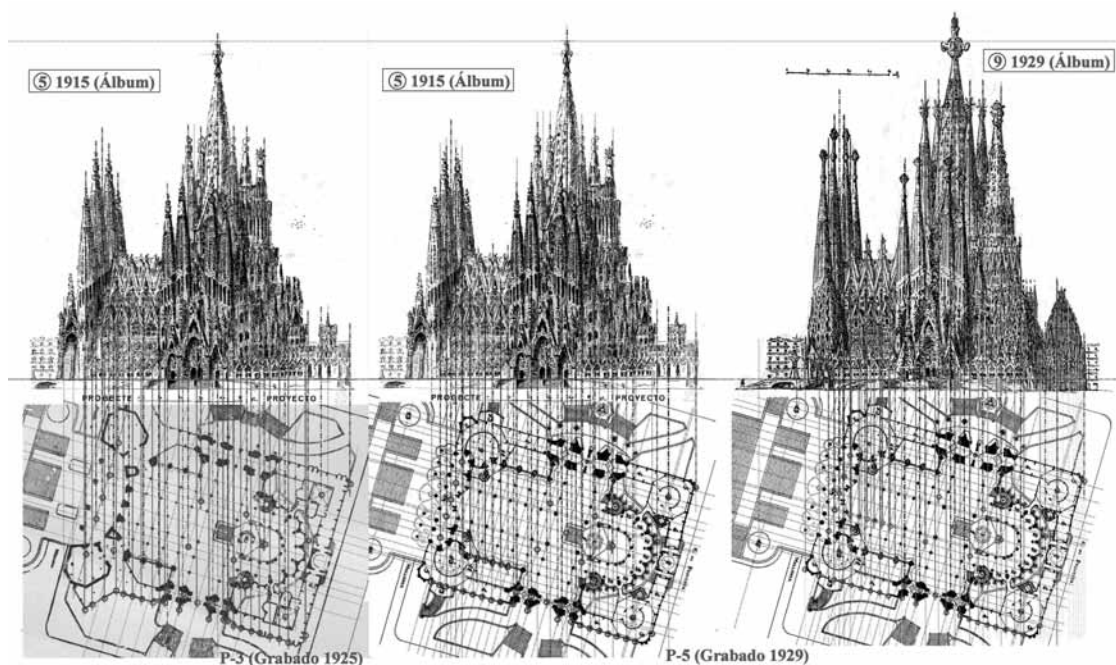 ⑤ 1915 (Álbum)
⑤ 1915 (Álbum)
⑨ 1929 (Álbum)
PROJECTE
PROYECTO
PROJECTE
PROYECTO
P-3 (Grabado 1925)
P-5 (Grabado 1929)